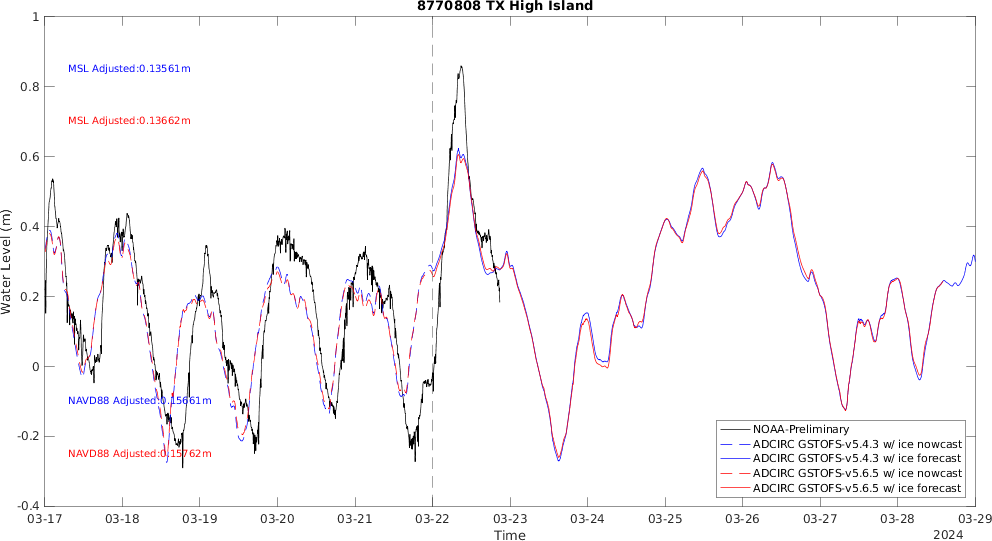 8770808 TX High Island
Water Level (m)
1
0.8
0.6
0.4
0.2
0
-0.2
-0.4
MSL Adjusted:0.13561m
MSL Adjusted:0.13662m
NAVD88 Adjusted:0.15661m
NAVD88 Adjusted:0.15762m
NOAA-Preliminary
ADCIRC GSTOFS-v5.4.3 w/ ice nowcast
ADCIRC GSTOFS-v5.4.3 w/ ice forecast
ADCIRC GSTOFS-v5.6.5 w/ ice nowcast
ADCIRC GSTOFS-v5.6.5 w/ ice forecast
03-17 03-18 03-19 03-20 03-21 03-22 03-23 03-24 03-25 03-26 03-27 03-28 03-29
Time
2024